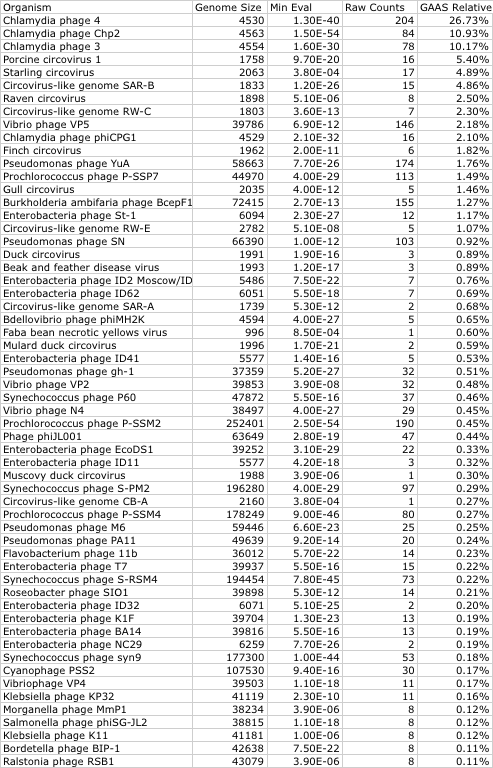 Organism Genome Size Min Eval Raw Counts GAAS Relative
Chlamydia phage 4 4530 1.30E-40 204 26.73%
Chlamydia phage Chp2 4563 1.50E-54 84 10.93%
Chlamydia phage 3 4554 1.60E-30 78 10.17%
Porcine circovirus 1 1758 9.70E-20 16 5.40%
Starling circovirus 2063 3.80E-04 17 4.89%
Circovirus-like genome SAR-B 1833 1.20E-26 15 4.86%
Raven circovirus 1898 5.10E-06 8 2.50%
Circovirus-like genome RW-C 1803 3.60E-13 7 2.30%
Vibrio phage VP5 39786 6.90E-12 146 2.18%
Chlamydia phage phiCPG1 4529 2.10E-32 16 2.10%
Finch circovirus 1962 2.00E-11 6 1.82%
Pseudomonas phage YuA 58663 7.70E-26 174 1.76%
Prochlorococcus phage P-SSP7 44970 4.00E-29 113 1.49%
Gull circovirus 2035 4.00E-12 5 1.46%
Burkholderia ambifaria phage BcepF1 72415 2.70E-13 155 1.27%
Enterobacteria phage St-1 6094 2.30E-27 12 1.17%
Circovirus-like genome RW-E 2782 5.10E-08 5 1.07%
Pseudomonas phage SN 66390 1.00E-12 103 0.92%
Duck circovirus 1991 1.90E-16 3 0.89%
Beak and feather disease virus 1993 1.20E-17 3 0.89%
Enterobacteria phage ID2 Moscow/ID 5486 7.50E-22 7 0.76%
Enterobacteria phage ID62 6051 5.50E-18 7 0.69%
Circovirus-like genome SAR-A 1739 5.30E-12 2 0.68%
Bdellovibrio phage phiMH2K 4594 4.00E-27 5 0.65%
Faba bean necrotic yellows virus 996 8.50E-04 1 0.60%
Mulard duck circovirus 1996 1.70E-21 2 0.59%
Enterobacteria phage ID41 5577 1.40E-16 5 0.53%
Pseudomonas phage gh-1 37359 5.20E-27 32 0.51%
Vibrio phage VP2 39853 3.90E-08 32 0.48%
Synechococcus phage P60 47872 5.50E-16 37 0.46%
Vibrio phage N4 38497 4.00E-27 29 0.45%
Prochlorococcus phage P-SSM2 252401 2.50E-54 190 0.45%
Phage phiJL001 63649 2.80E-19 47 0.44%
Enterobacteria phage EcoDS1 39252 3.10E-29 22 0.33%
Enterobacteria phage ID11 5577 4.20E-18 3 0.32%
Muscovy duck circovirus 1988 3.90E-06 1 0.30%
Synechococcus phage S-PM2 196280 4.00E-29 97 0.29%
Circovirus-like genome CB-A 2160 3.80E-04 1 0.27%
Prochlorococcus phage P-SSM4 178249 9.00E-46 80 0.27%
Pseudomonas phage M6 59446 6.60E-23 25 0.25%
Pseudomonas phage PA11 49639 9.20E-14 20 0.24%
Flavobacterium phage 11b 36012 5.70E-22 14 0.23%
Enterobacteria phage T7 39937 5.50E-16 15 0.22%
Synechococcus phage S-RSM4 194454 7.80E-45 73 0.22%
Roseobacter phage SIO1 39898 5.30E-12 14 0.21%
Enterobacteria phage ID32 6071 5.10E-25 2 0.20%
Enterobacteria phage K1F 39704 1.30E-23 13 0.19%
Enterobacteria phage BA14 39816 5.50E-16 13 0.19%
Enterobacteria phage NC29 6259 7.70E-26 2 0.19%
Synechococcus phage syn9 177300 1.00E-44 53 0.18%
Cyanophage PSS2 107530 9.40E-16 30 0.17%
Vibriophage VP4 39503 1.10E-18 11 0.17%
Klebsiella phage KP32 41119 2.30E-10 11 0.16%
Morganella phage MmP1 38234 3.90E-06 8 0.12%
Salmonella phage phiSG-JL2 38815 1.10E-18 8 0.12%
Klebsiella phage K11 41181 1.00E-06 8 0.12%
Bordetella phage BIP-1 42638 7.50E-22 8 0.11%
Ralstonia phage RSB1 43079 3.90E-06 8 0.11%